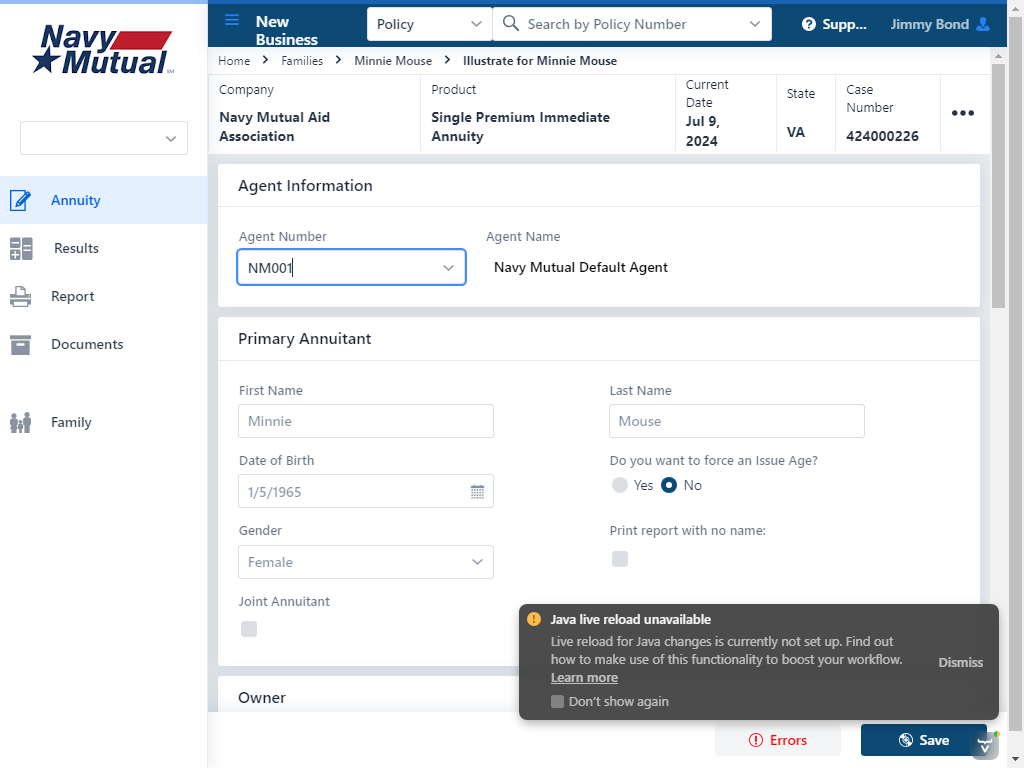 Navy
Mutual
SM
New
Business
Policy
Search by Policy Number
Supp...
Jimmy Bond
Home
Families
Minnie Mouse
Illustrate for Minnie Mouse
Company
Navy Mutual Aid
Association
Product
Single Premium Immediate
Annuity
Current
Date
Jul 9,
2024
State
VA
Case
Number
424000226
Annuity
Results
Report
Documents
Family
Agent Information
Agent Number
NM001
Agent Name
Navy Mutual Default Agent
Primary Annuitant
First Name
Minnie
Last Name
Mouse
Date of Birth
1/5/1965
Do you want to force an Issue Age?
Yes
No
Gender
Female
Print report with no name:
Joint Annuitant
Owner
Java live reload unavailable
Live reload for Java changes is currently not set up. Find out
how to make use of this functionality to boost your workflow.
Learn more
Don't show again
Dismiss
Errors
Save